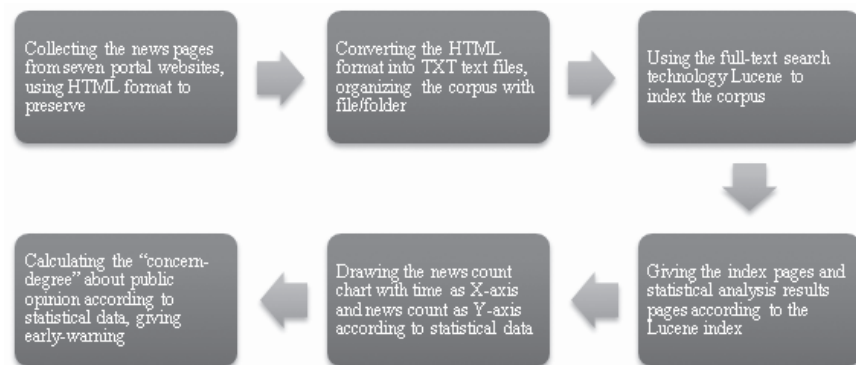 Collecting the news pages
from seven portal websites,
using HTML format to
preserve
Converting the HTML
format into TXT text files,
organizing the corpus with
file/folder
Using the full-text search
technology Lucene to
index the corpus
Giving the index pages and
statistical analysis results
pages according to the
Lucene index
Drawing the news count
chart with time as X-axis
and news count as Y-axis
according to statistical data
Calculating the “concern-
degree” about public
opinion according to
statistical data, giving
early-warning